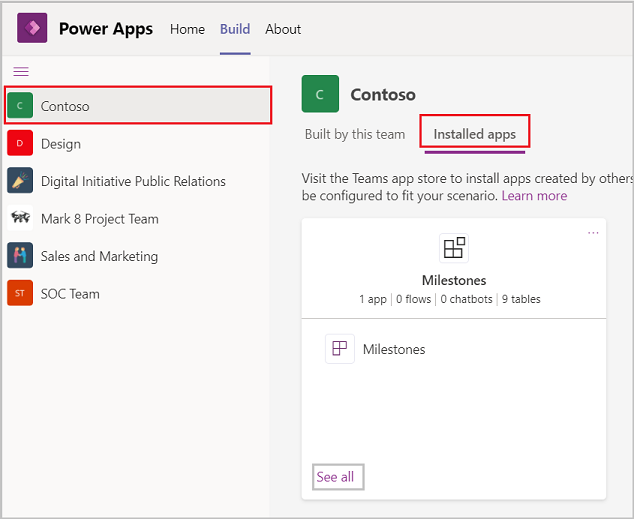 Power Apps Home Build About
C Contoso
D Design
Digital Initiative Public Relations
Mark 8 Project Team
Sales and Marketing
ST SOC Team
C Contoso
Built by this team Installed apps
Visit the Teams app store to install apps created by others
be configured to fit your scenario. Learn more
...
Milestones
1 app | 0 flows | 0 chatbots | 9 tables
Milestones
See all